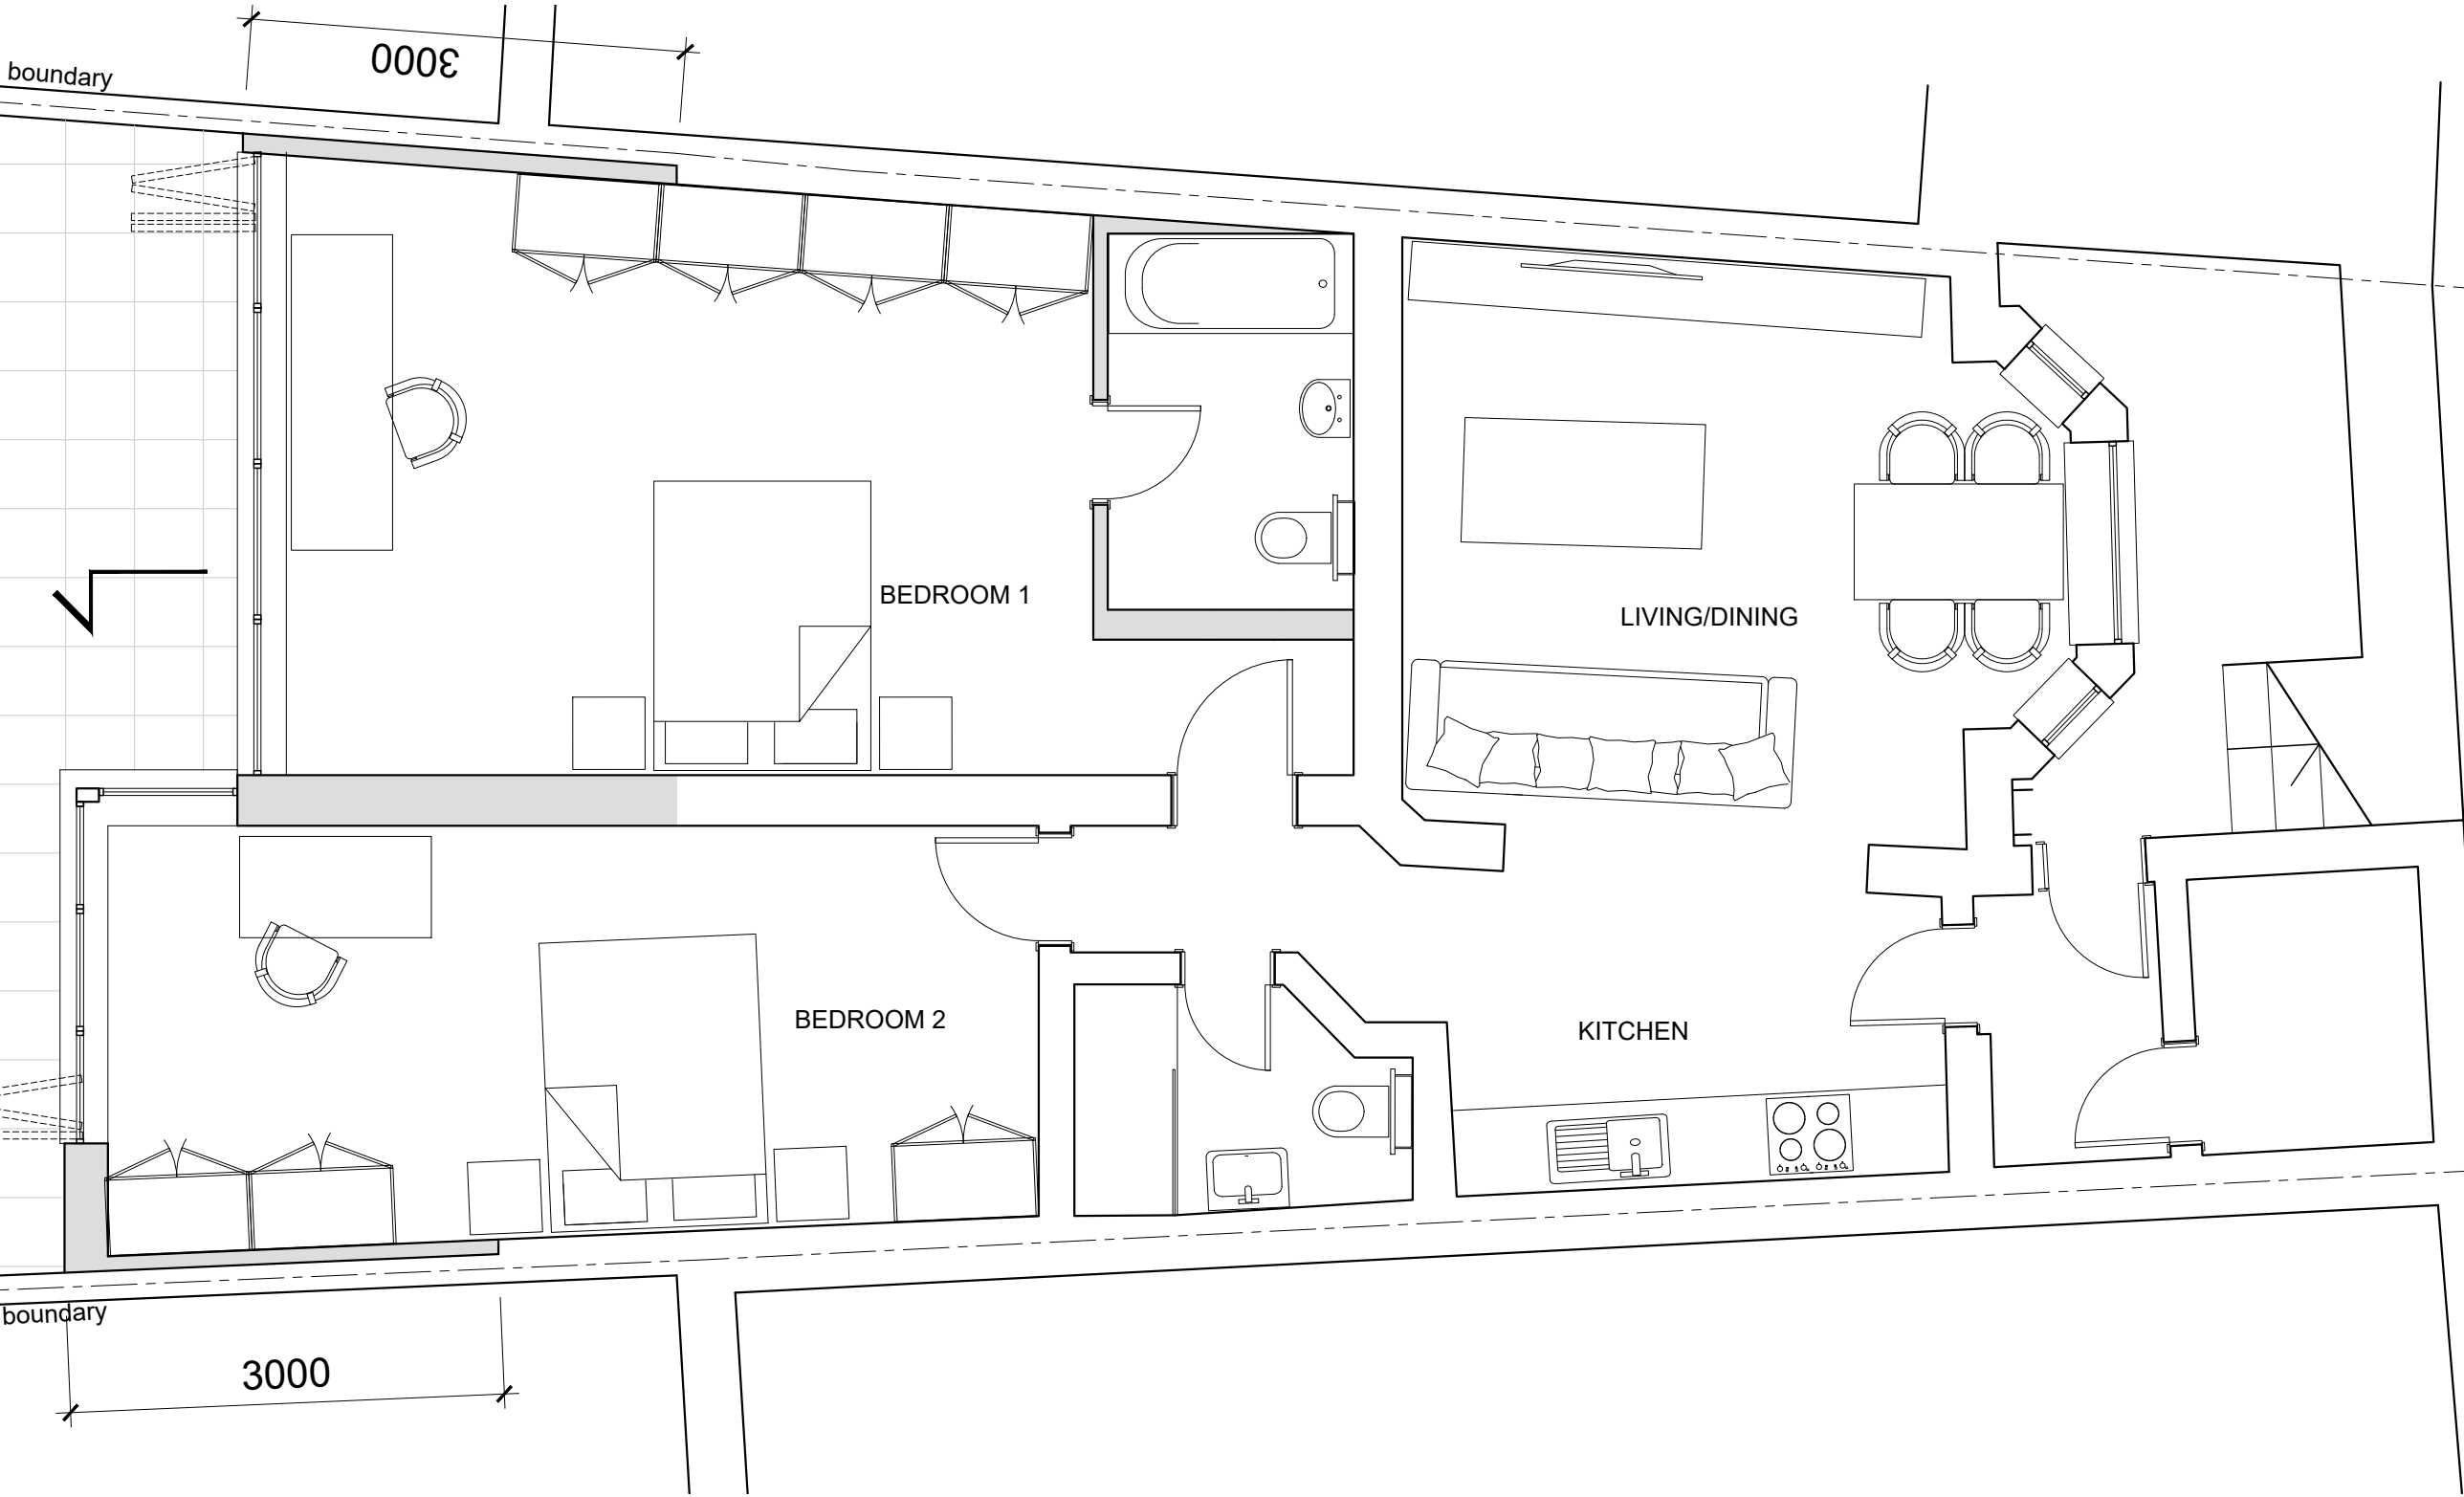 3000
boundary
BEDROOM 1
LIVING/DINING
BEDROOM 2
KITCHEN
boundary
3000